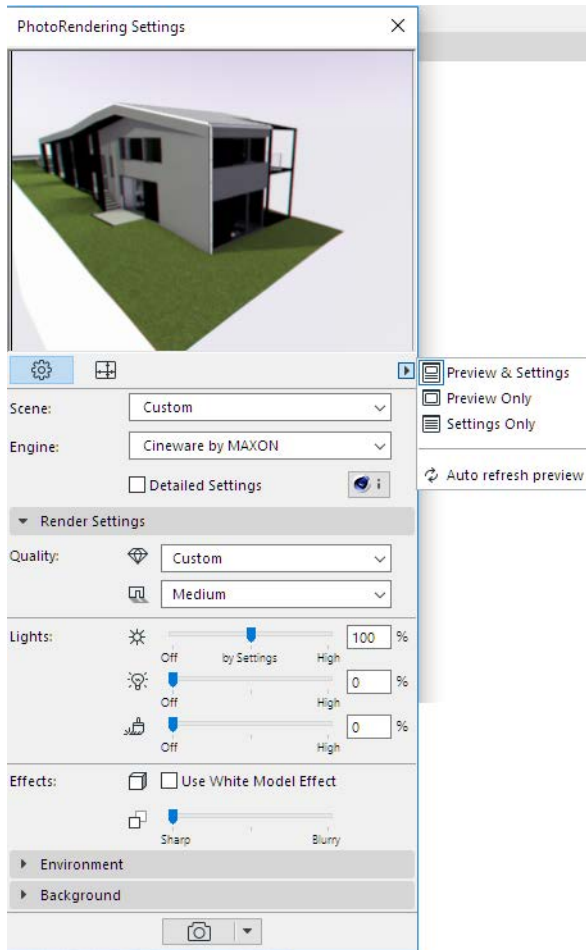 PhotoRendering Settings
Preview & Settings
Preview Only
Settings Only
Auto refresh preview
Scene: Custom
Engine: Cineware by MAXON
Detailed Settings i
Render Settings
Quality: Custom
Medium
Lights: 100 %
Off by Settings High
0 %
Off High
0 %
Off High
Effects: Use White Model Effect
Sharp Blurry
Environment
Background